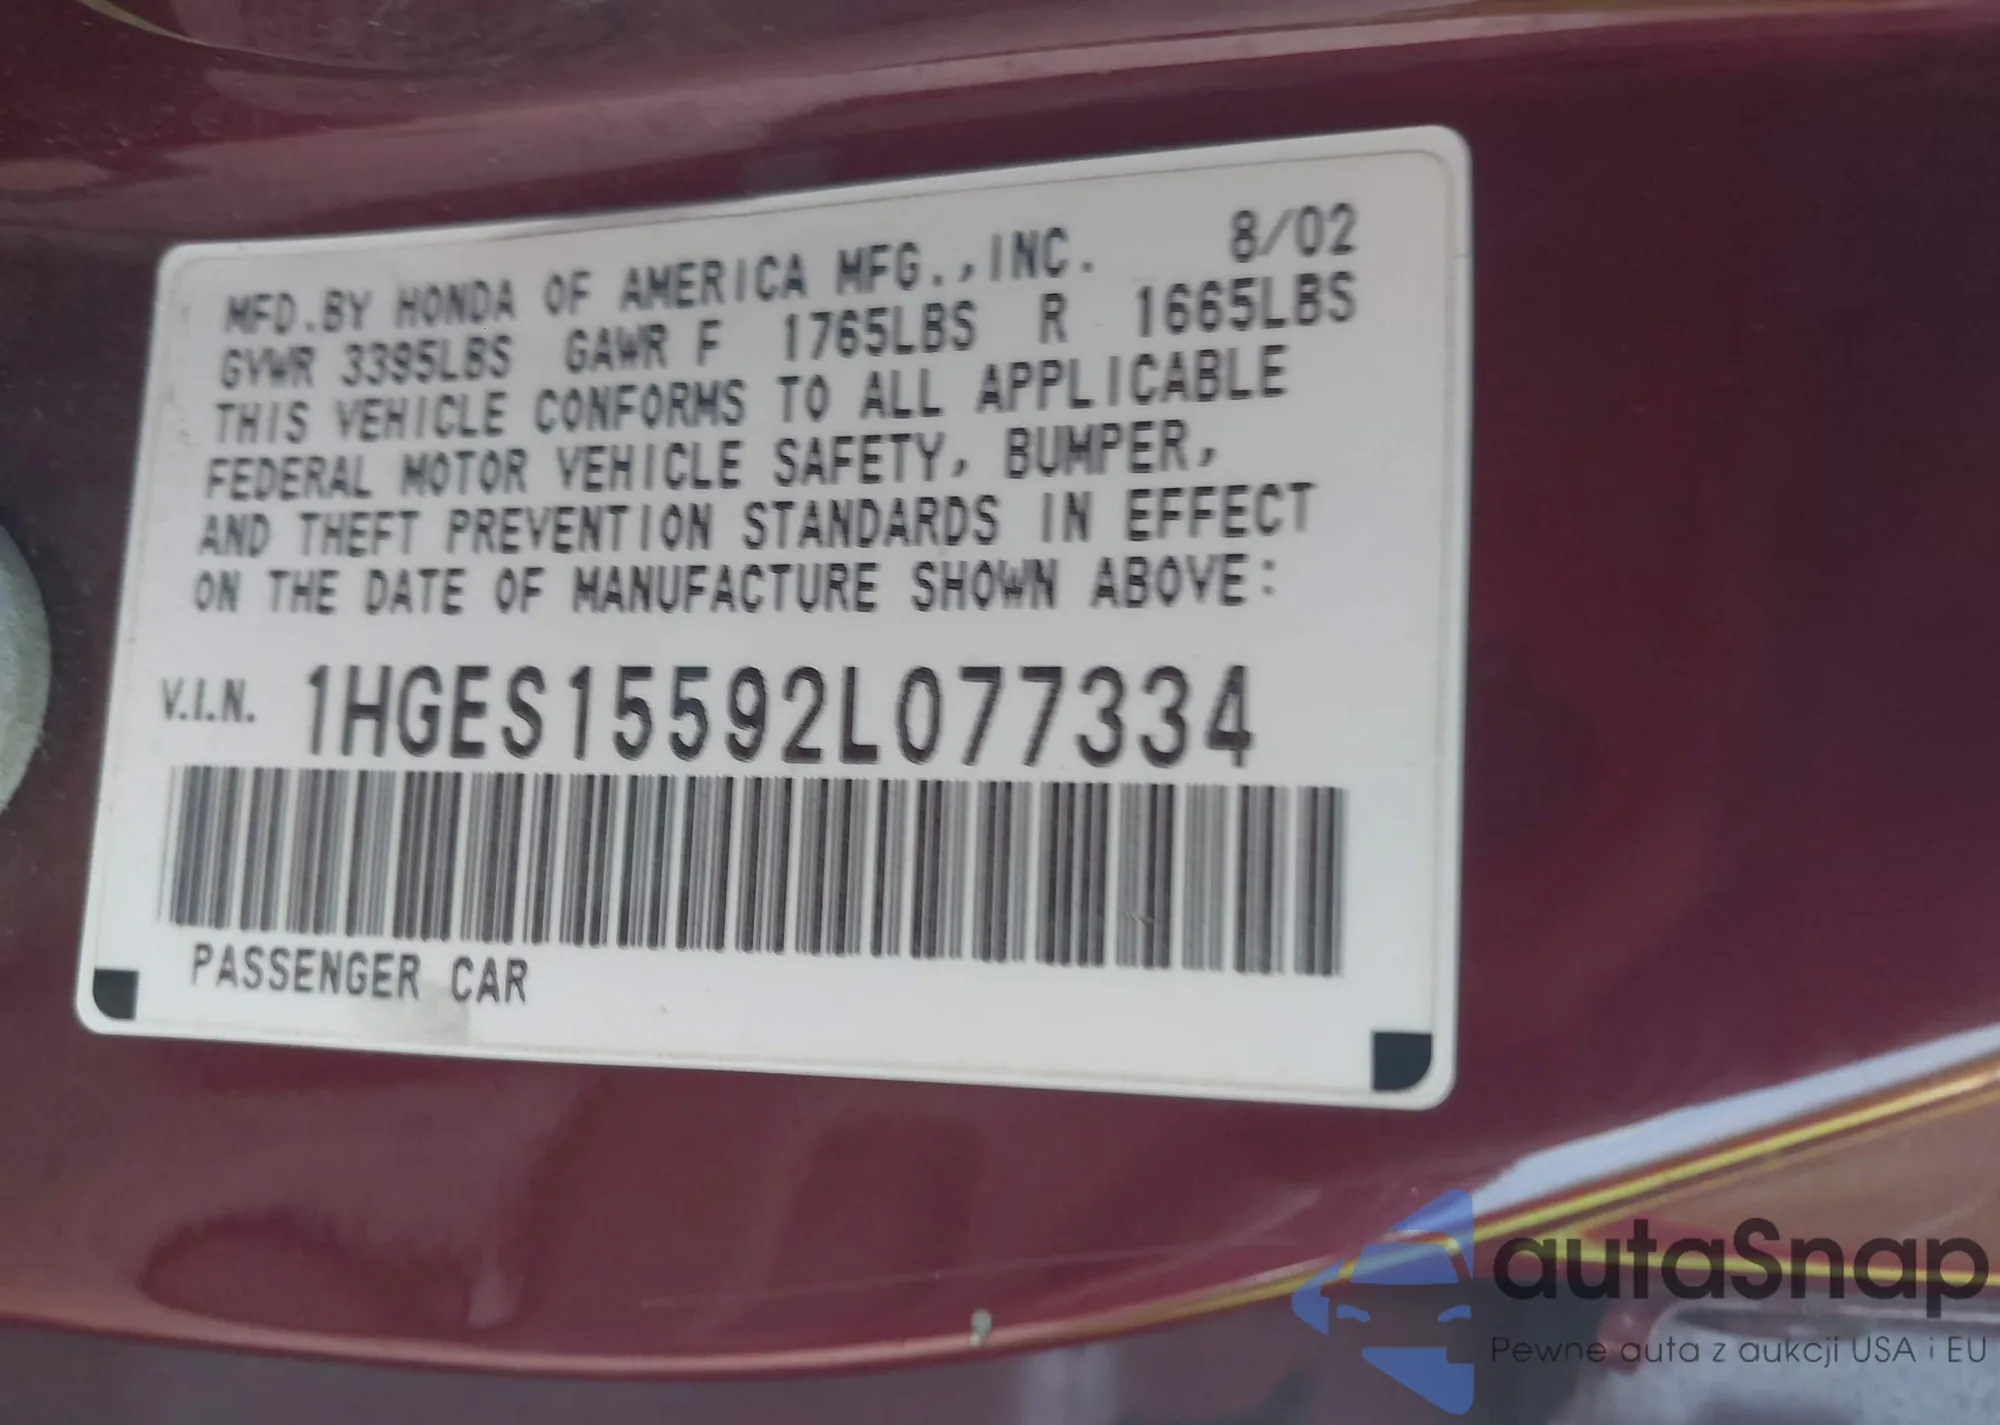 MFD.BY HONDA OF AMERICA MFG.,INC. 8/02
GVWR 3395LBS GAWR F 1765LBS R 1665LBS
THIS VEHICLE CONFORMS TO ALL APPLICABLE
FEDERAL MOTOR VEHICLE SAFETY, BUMPER,
AND THEFT PREVENTION STANDARDS IN EFFECT
ON THE DATE OF MANUFACTURE SHOWN ABOVE:
V.I.N. 1HGES15592L077334
PASSENGER CAR
autaSnap
Pewne auta z aukcji USA i EU